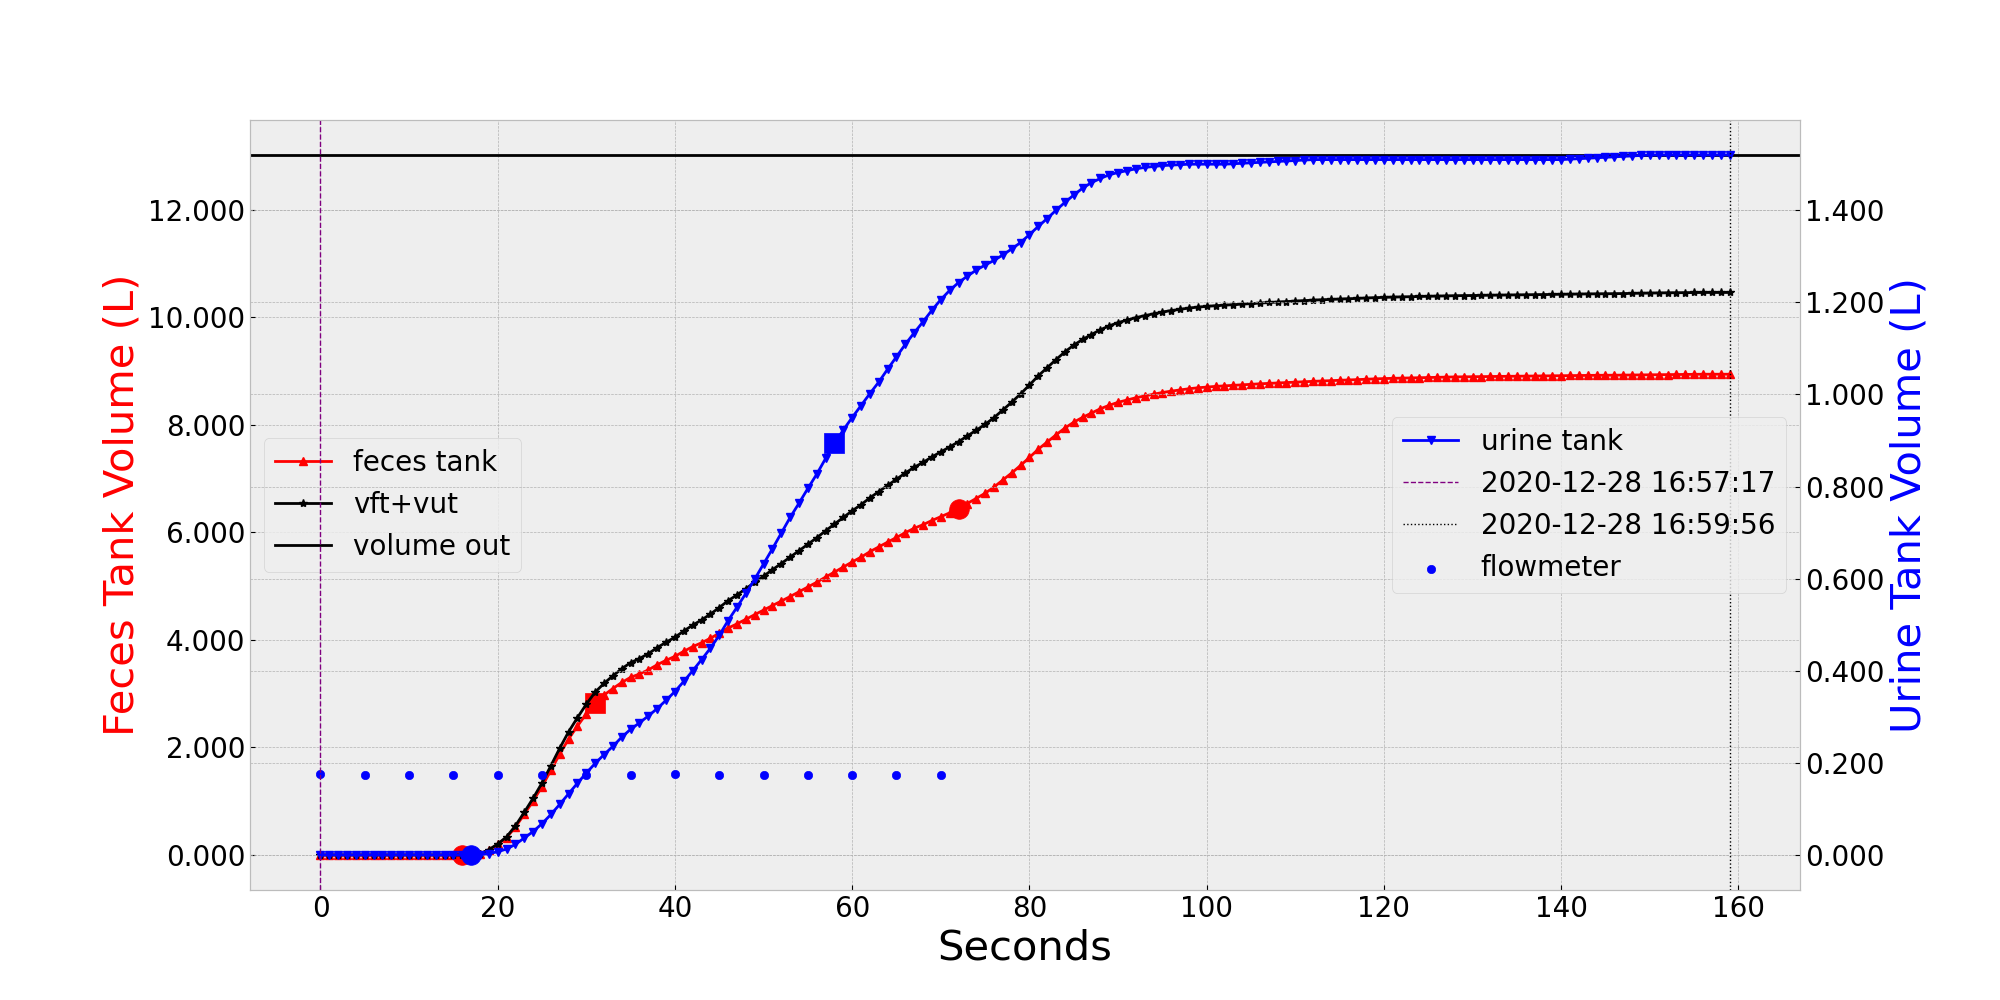 12.000
10.000
8.000
6.000
4.000
2.000
0.000
Feces Tank Volume (L)
feces tank
vft+vut
volume out
urine tank
2020-12-28 16:57:17
2020-12-28 16:59:56
flowmeter
1.400
1.200
1.000
0.800
0.600
0.400
0.200
0.000
Urine Tank Volume (L)
0 20 40 60 80 100 120 140 160
Seconds